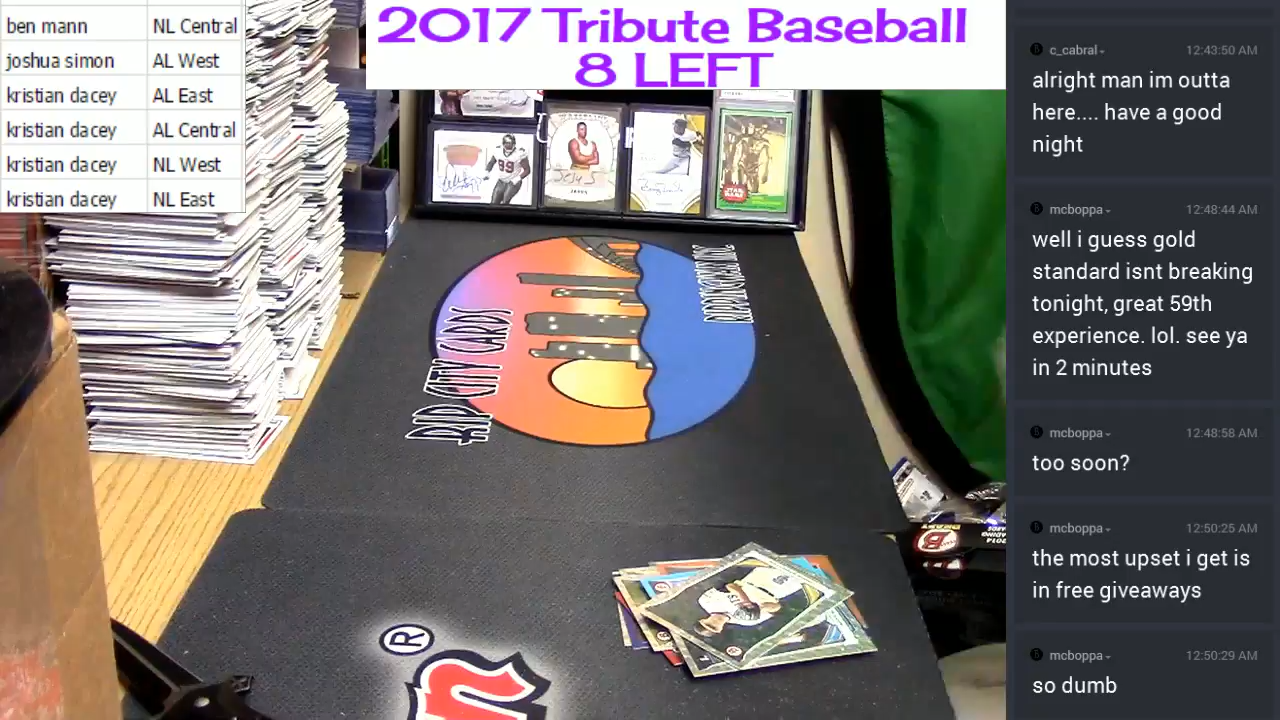 ben mann NL Central
joshua simon AL West
kristian dacey AL East
kristian dacey AL Central
kristian dacey NL West
kristian dacey NL East
2017 Tribute Baseball
8 LEFT
99
STAR
WARS
RIP CITY CARDS
2014
c_cabral 12:43:50 AM
alright man im outta
here.... have a good
night
mcboppa 12:48:44 AM
well i guess gold
standard isnt breaking
tonight, great 59th
experience. lol. see ya
in 2 minutes
mcboppa 12:48:58 AM
too soon?
mcboppa 12:50:25 AM
the most upset i get is
in free giveaways
mcboppa 12:50:29 AM
so dumb